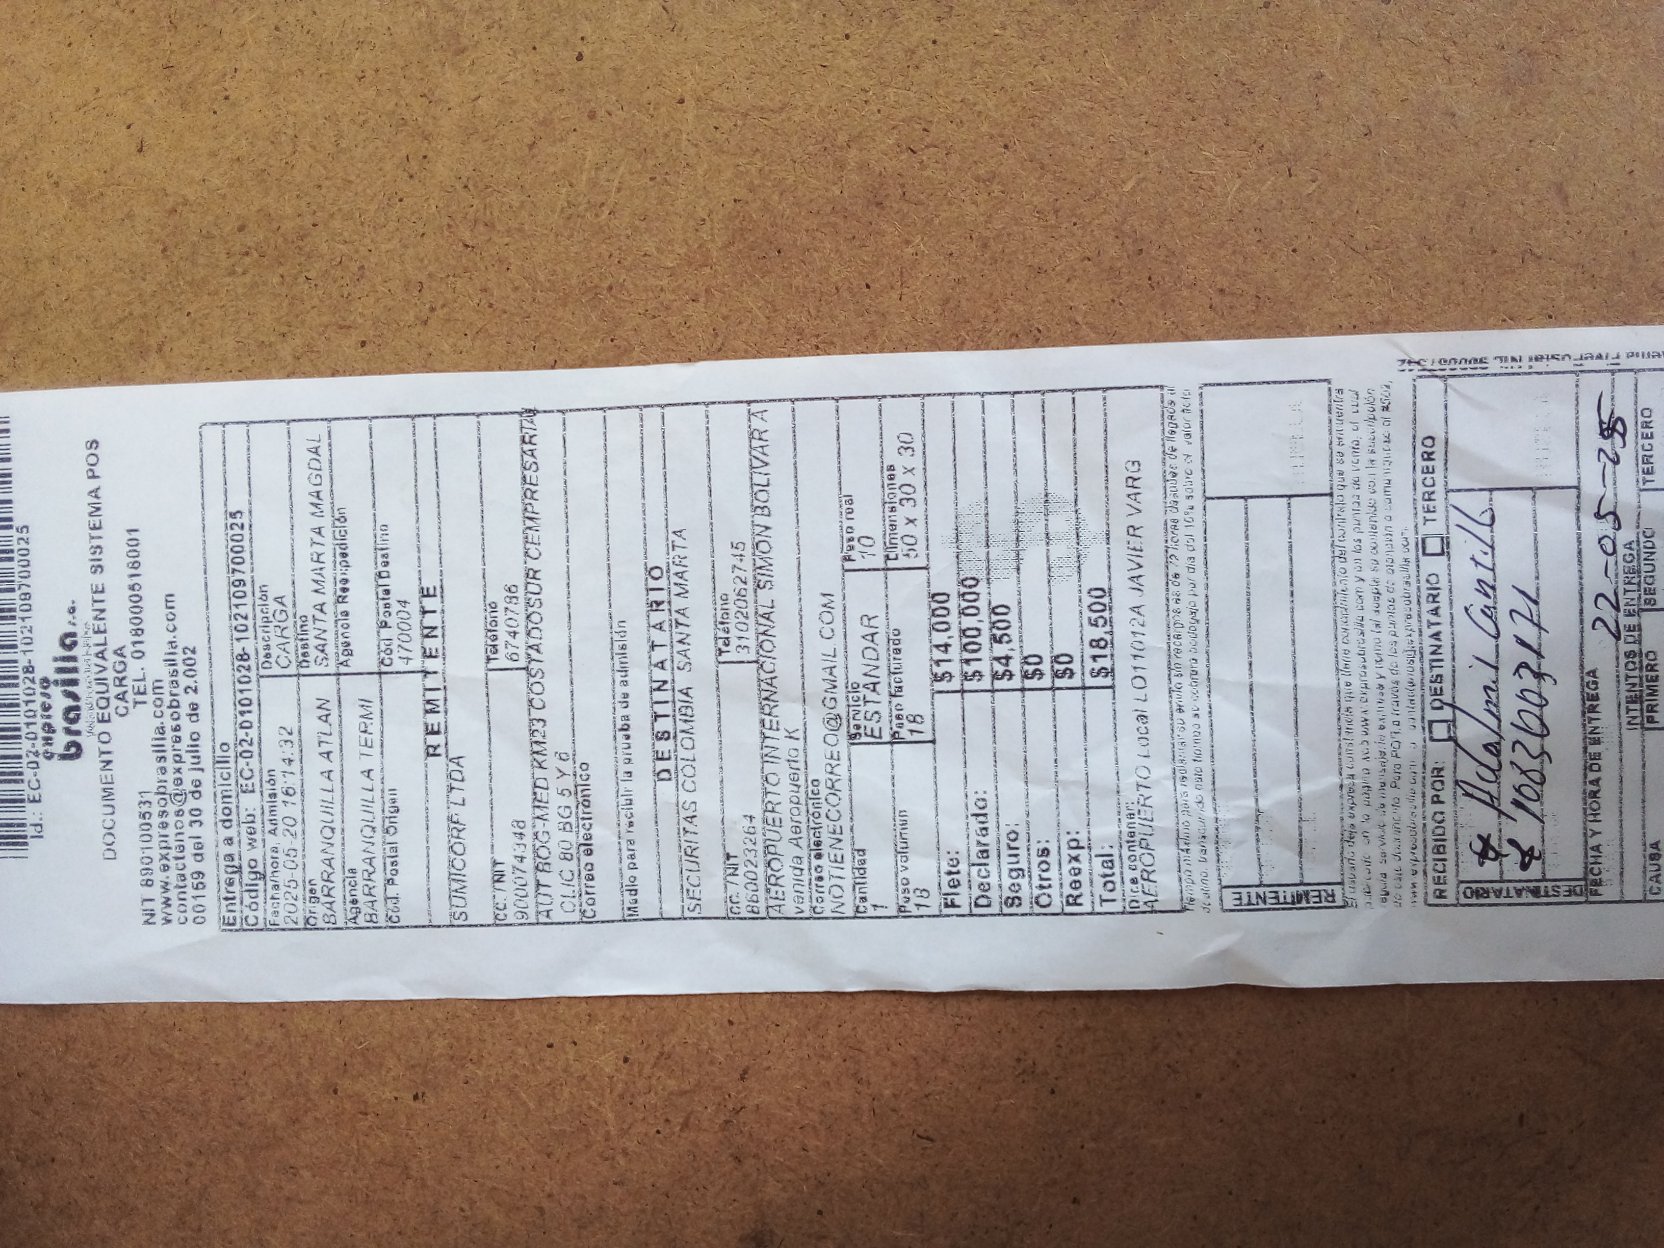 Id.: EC-02-0101028-102109700025
expreso
brasilia s.a.
DOCUMENTO EQUIVALENTE SISTEMA POS
CARGA
TEL. 018000518001
NIT 890100531
www.expresobrasilia.com
contactenos@expresobrasilia.com
00159 del 30 de julio de 2.002
Entrega a domicilio
Código web: EC-02-0101028-102109700025
Fecha/hora. Admisión Descripción
2025-05-20 16:14:32 CARGA
Origen Destino
BARRANQUILLA ATLAN SANTA MARTA MAGDAL
Agencia Agencia Reexpedición
BARRANQUILLA TERMI
Cód. Postal Origen Cód. Postal Destino
470004
REMITENTE
SUMICORF LTDA
CC./NIT Teléfono
900074348 6740786
AUT BOG-MED KM23 COSTADOSUR CEMPRESARIA
CLIC 80 BG 5 Y 6
Correo electrónico
Medio para recibir la prueba de admisión
DESTINATARIO
SECURITAS COLOMBIA SANTA MARTA
CC./NIT Teléfono
860023264 3102062745
AEROPUERTO INTERNACIONAL SIMON BOLIVAR A
venida Aeropuerto K
Correo electrónico
NOTIENECORREO@GMAIL.COM
Cantidad Servicio Peso real
1 ESTANDAR 10
Peso volumen Peso facturado Dimensiones
18 18 50 x 30 x 30
Flete: $14,000
Declarado: $100,000
Seguro: $4,500
Otros: $0
Reexp: $0
Total: $18,500
Dice contener:
AEROPUERTO Local LO11012A JAVIER VARG
REMITENTE
RECIBIDO POR: DESTINATARIO TERCERO
Adalmil Cantillo
1083600317
DESTINATARIO
FECHA Y HORA DE ENTREGA 22-05-25
INTENTOS DE ENTREGA
CAUSA PRIMERO SEGUNDO TERCERO